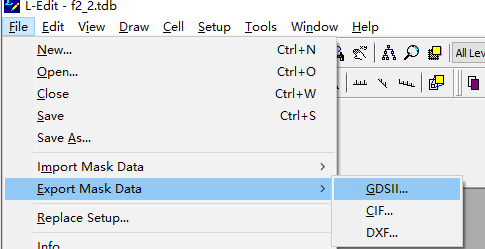 L-Edit - f2_2.tdb
File Edit View Draw Cell Setup Tools Window Help
New... Ctrl+N
Open... Ctrl+O
Close Ctrl+W
Save Ctrl+S
Save As...
All Leve
Import Mask Data >
Export Mask Data >
GDSII...
CIF...
DXF...
Replace Setup...
Info